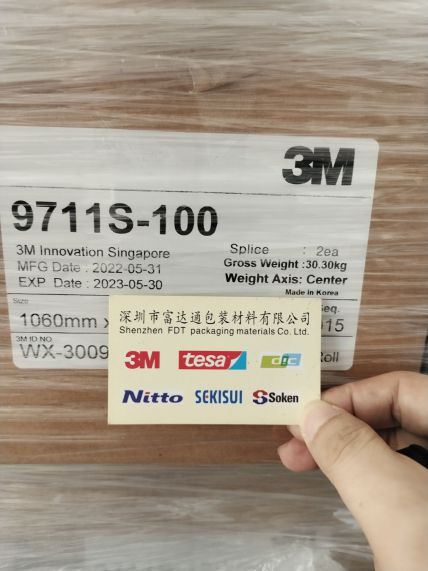 3M
9711S-100
3M Innovation Singapore
MFG Date : 2022-05-31
EXP Date : 2023-05-30
Splice : 2ea
Gross Weight : 30.30kg
Weight Axis: Center
Made in Korea
Size
Seq.
1060mm x
015
3M ID NO.
WX-3009
Roll
深圳市富达通包装材料有限公司
Shenzhen FDT packaging materials Co. Ltd.
3M tesa dic
Nitto SEKISUI Soken